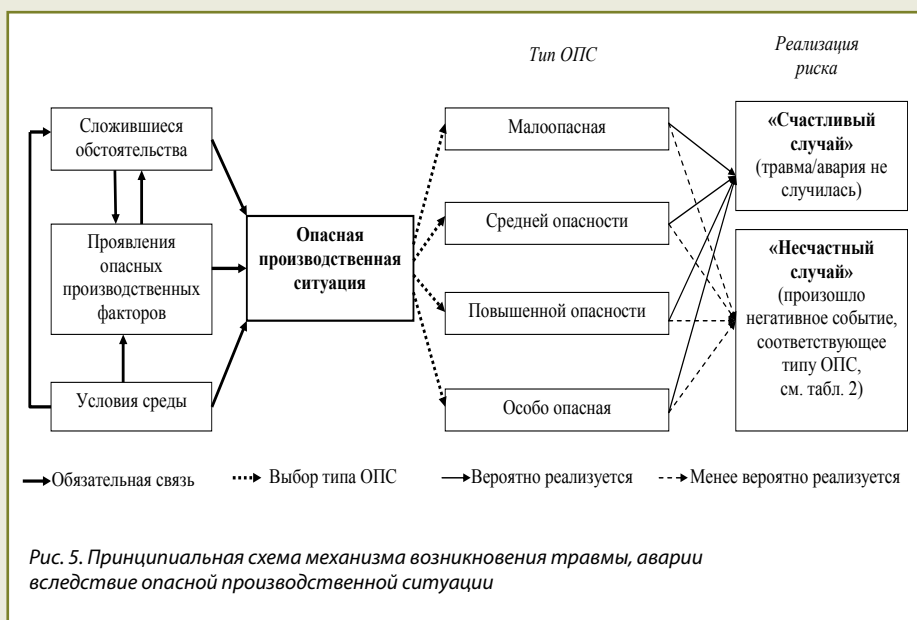 Тип ОПС
Реализация
риска
Сложившиеся
обстоятельства
Проявления
опасных
производственных
факторов
Условия среды
Опасная
производственная
ситуация
Малоопасная
Средней опасности
Повышенной опасности
Особо опасная
«Счастливый
случай»
(травма/авария не
случилась)
«Несчастный
случай»
(произошло
негативное событие,
соответствующее
типу ОПС,
см. табл. 2)
Обязательная связь
Выбор типа ОПС
Вероятно реализуется
Менее вероятно реализуется
Рис. 5. Принципиальная схема механизма возникновения травмы, аварии
вследствие опасной производственной ситуации